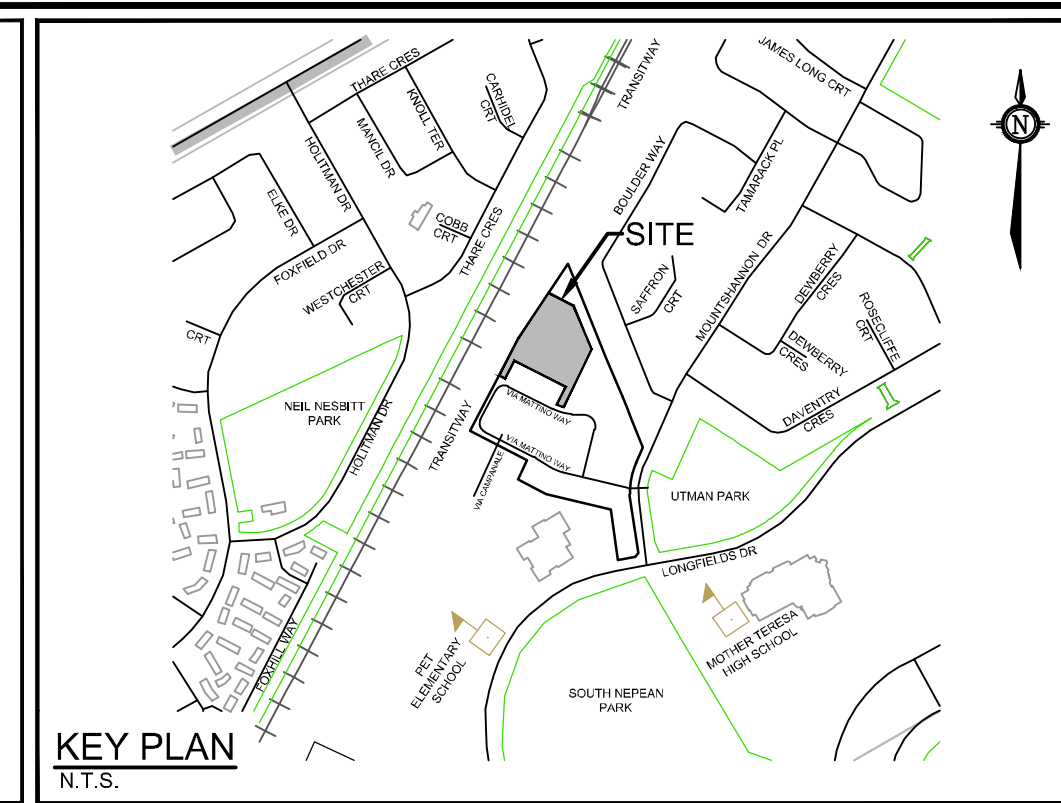 JAMES LONG CRT
TRANSITWAY
THARE CRES
CARHIDEL
CRT
KNOLL TER
MANCIL DR
HOLITMAN DR
N
BOULDER WAY
TAMARACK PL
ELKE DR
COBB
CRT
THARE CRES
SITE
FOXFIELD DR
MOUNTSHANNON DR
DEWBERRY
CRES
WESTCHESTER
CRT
SAFFRON
CRT
ROSECLIFFE
CRT
CRT
DEWBERRY
CRES
NEIL NESBITT
PARK
HOLITMAN DR
TRANSITWAY
VIA MATTINO WAY
DAVENTRY
CRES
VIA MATTINO WAY
VIA CAMPANALE
UTMAN PARK
LONGFIELDS DR
MOTHER TERESA
HIGH SCHOOL
FOXHILL WAY
PET
ELEMENTARY
SCHOOL
SOUTH NEPEAN
PARK
KEY PLAN
N.T.S.